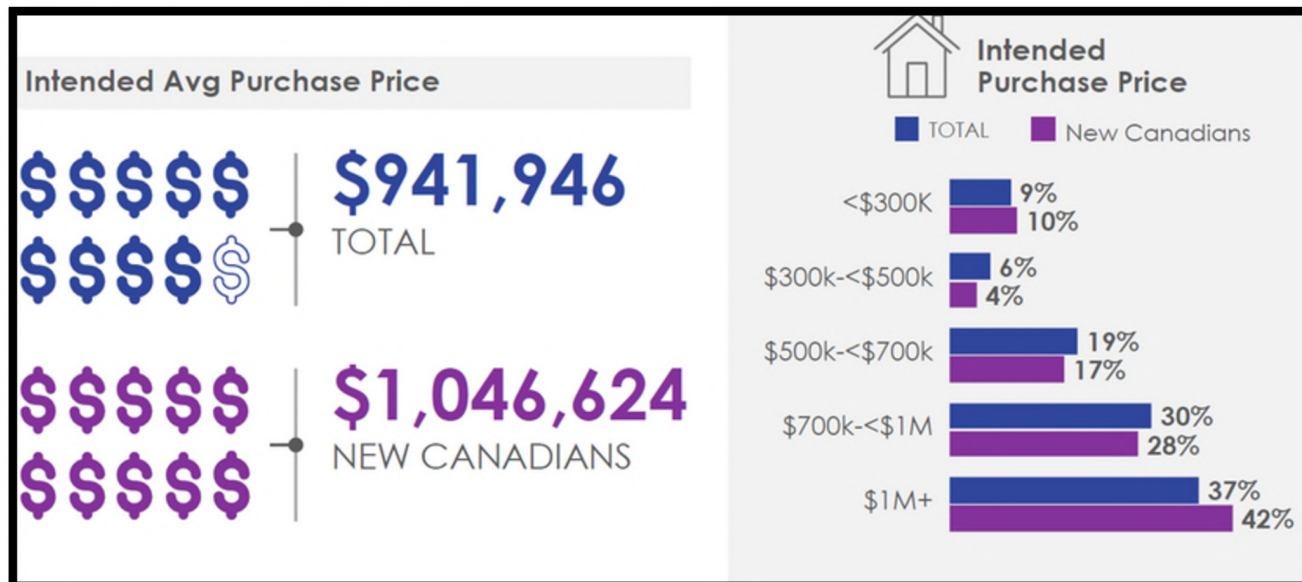 Intended Avg Purchase Price
$941,946
TOTAL
$1,046,624
NEW CANADIANS
Intended
Purchase Price
TOTAL New Canadians
<$300K 9%
10%
$300k-<$500k 6%
4%
$500k-<$700k 19%
17%
$700k-<$1M 30%
28%
$1M+ 37%
42%